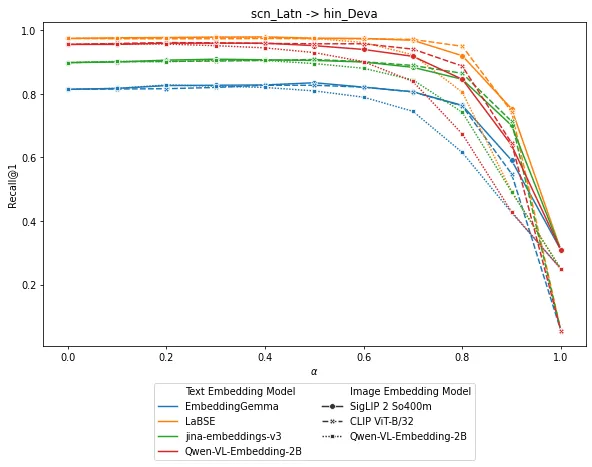 scn_Latn -> hin_Deva
1.0
0.8
0.6
0.4
0.2
Recall@1
0.0 0.2 0.4 0.6 0.8 1.0
α
Text Embedding Model Image Embedding Model
EmbeddingGemma SigLIP 2 So400m
LaBSE CLIP ViT-B/32
jina-embeddings-v3 Qwen-VL-Embedding-2B
Qwen-VL-Embedding-2B